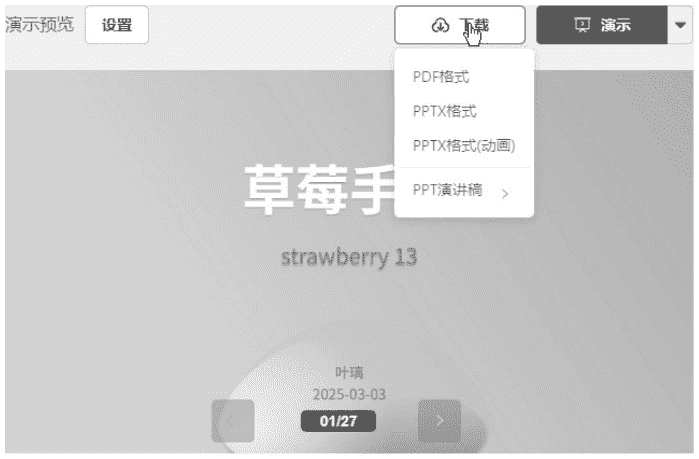 演示预览 设置 下载 演示
PDF格式
PPTX格式
PPTX格式(动画)
PPT演讲稿
草莓手
strawberry 13
叶璃
2025-03-03
01/27